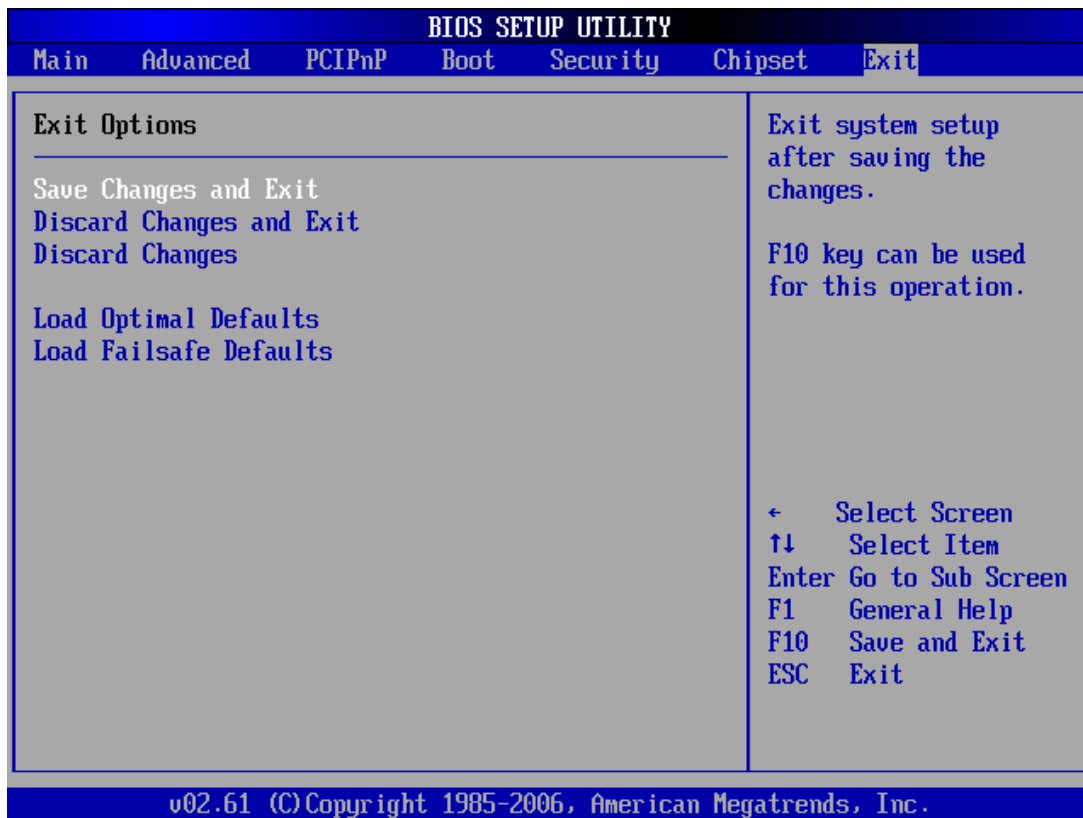 BIOS SETUP UTILITY
Main Advanced PCIPnP Boot Security Chipset Exit
Exit Options
Save Changes and Exit
Discard Changes and Exit
Discard Changes
Load Optimal Defaults
Load Failsafe Defaults
Exit system setup
after saving the
changes.
F10 key can be used
for this operation.
← Select Screen
↑↓ Select Item
Enter Go to Sub Screen
F1 General Help
F10 Save and Exit
ESC Exit
v02.61 (C)Copyright 1985-2006, American Megatrends, Inc.